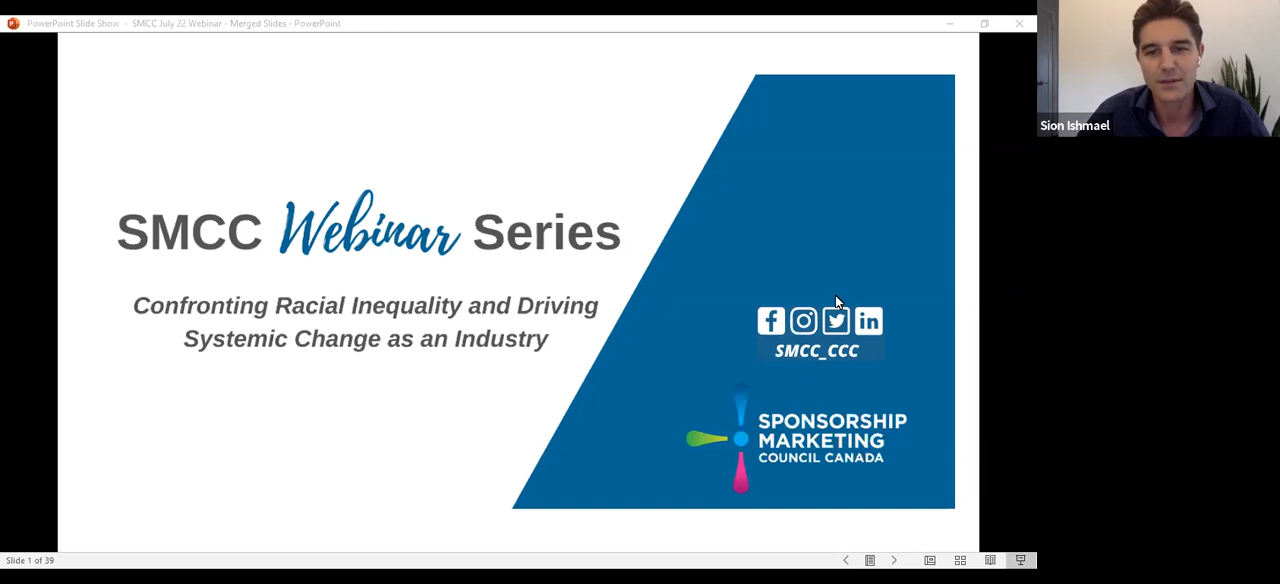 PowerPoint Slide Show - SMCC July 22 Webinar - Merged Slides - PowerPoint
Sion Ishmael
SMCC Webinar Series
Confronting Racial Inequality and Driving
Systemic Change as an Industry
SMCC_CCC
SPONSORSHIP
MARKETING
COUNCIL CANADA
Slide 1 of 39